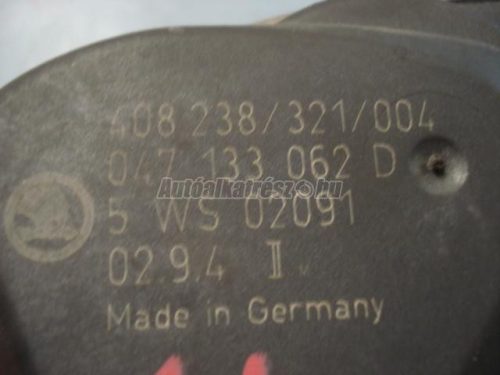 408 238/321/004
047 133 062 D
Autóalkatrész.hu
5 WS 02091
02.9.4 II
Made in Germany